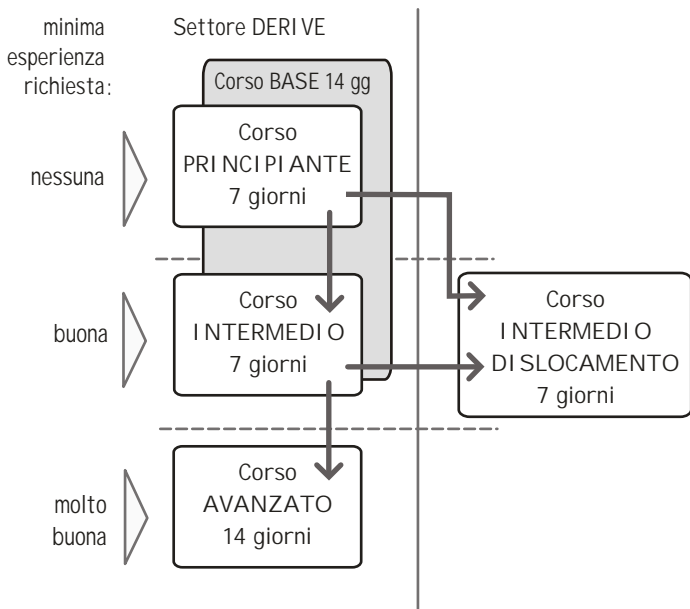 minima
esperienza
richiesta:
Settore DERIVE
Corso BASE 14 gg
nessuna
Corso
PRINCIPIANTE
7 giorni
buona
Corso
INTERMEDIO
7 giorni
Corso
INTERMEDIO
DISLOCAMENTO
7 giorni
molto
buona
Corso
AVANZATO
14 giorni